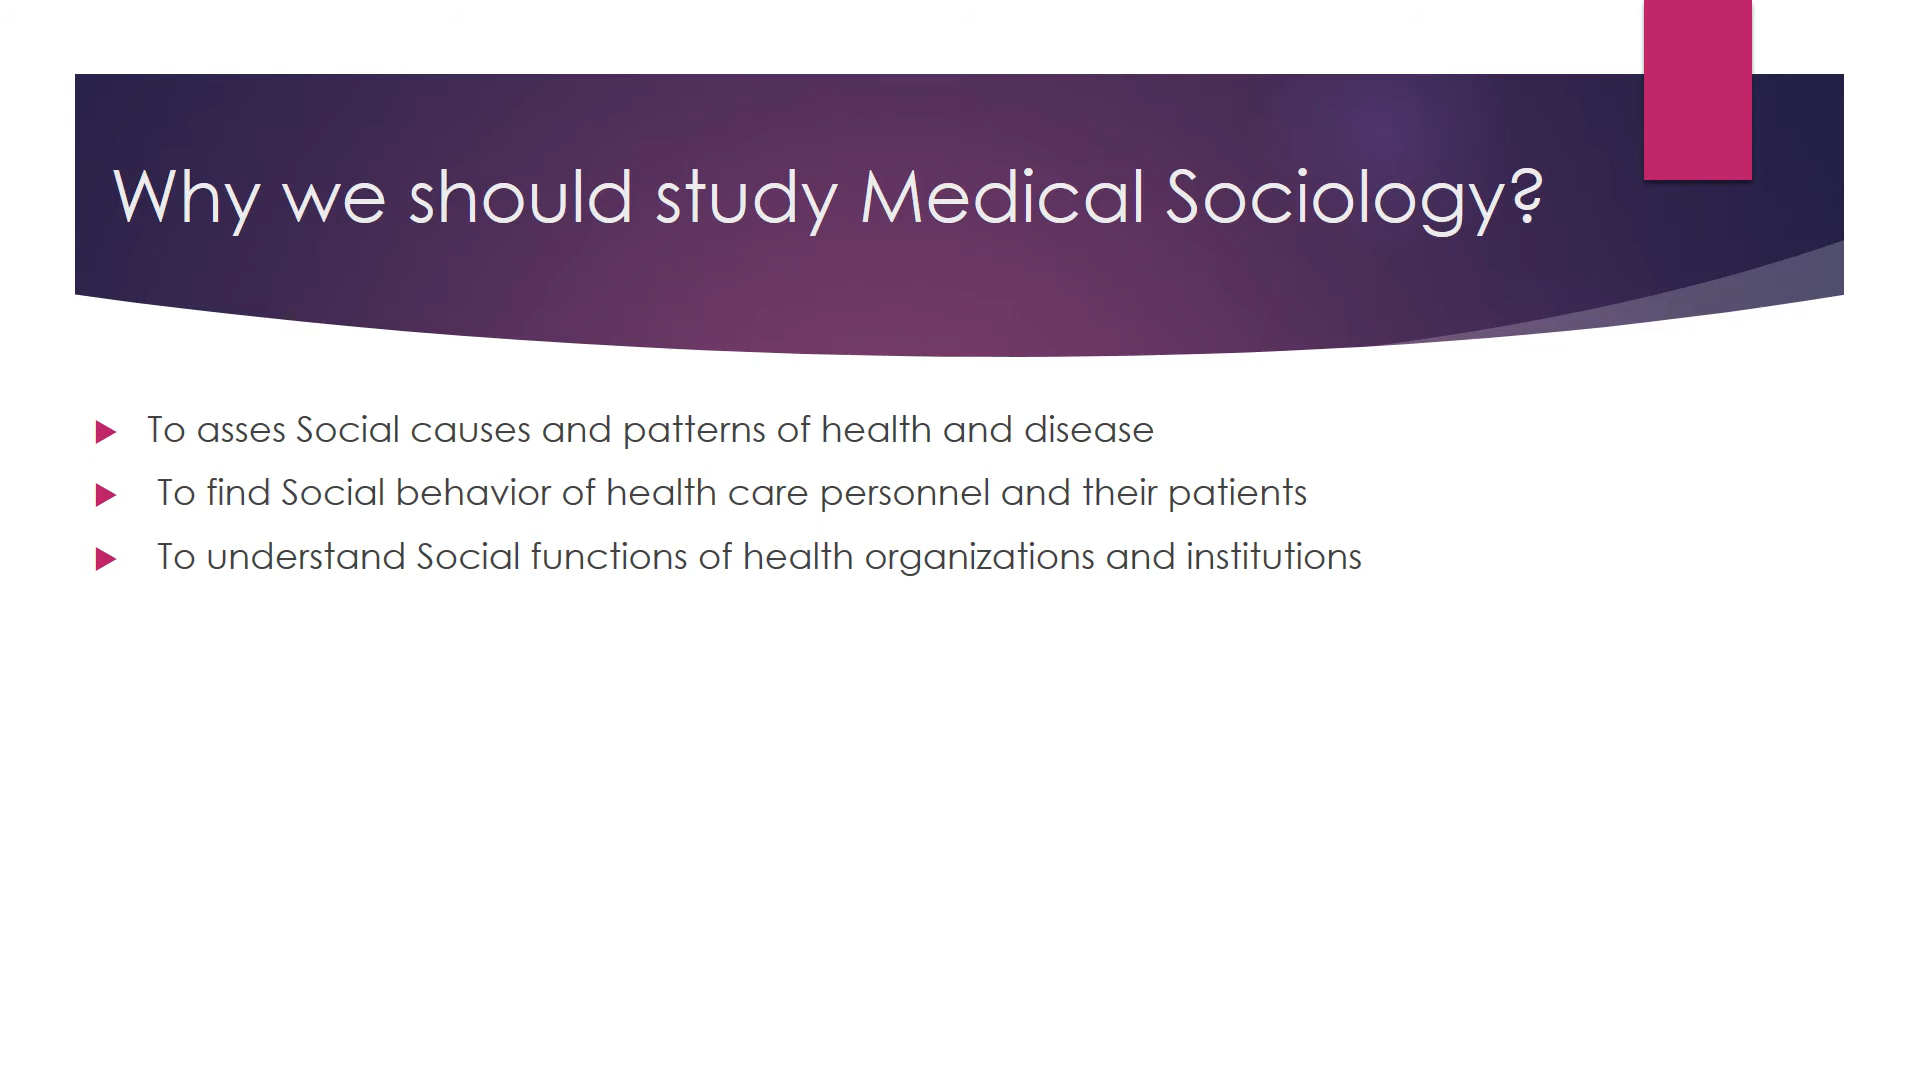 Why we should study Medical Sociology?
To asses Social causes and patterns of health and disease
To find Social behavior of health care personnel and their patients
To understand Social functions of health organizations and institutions